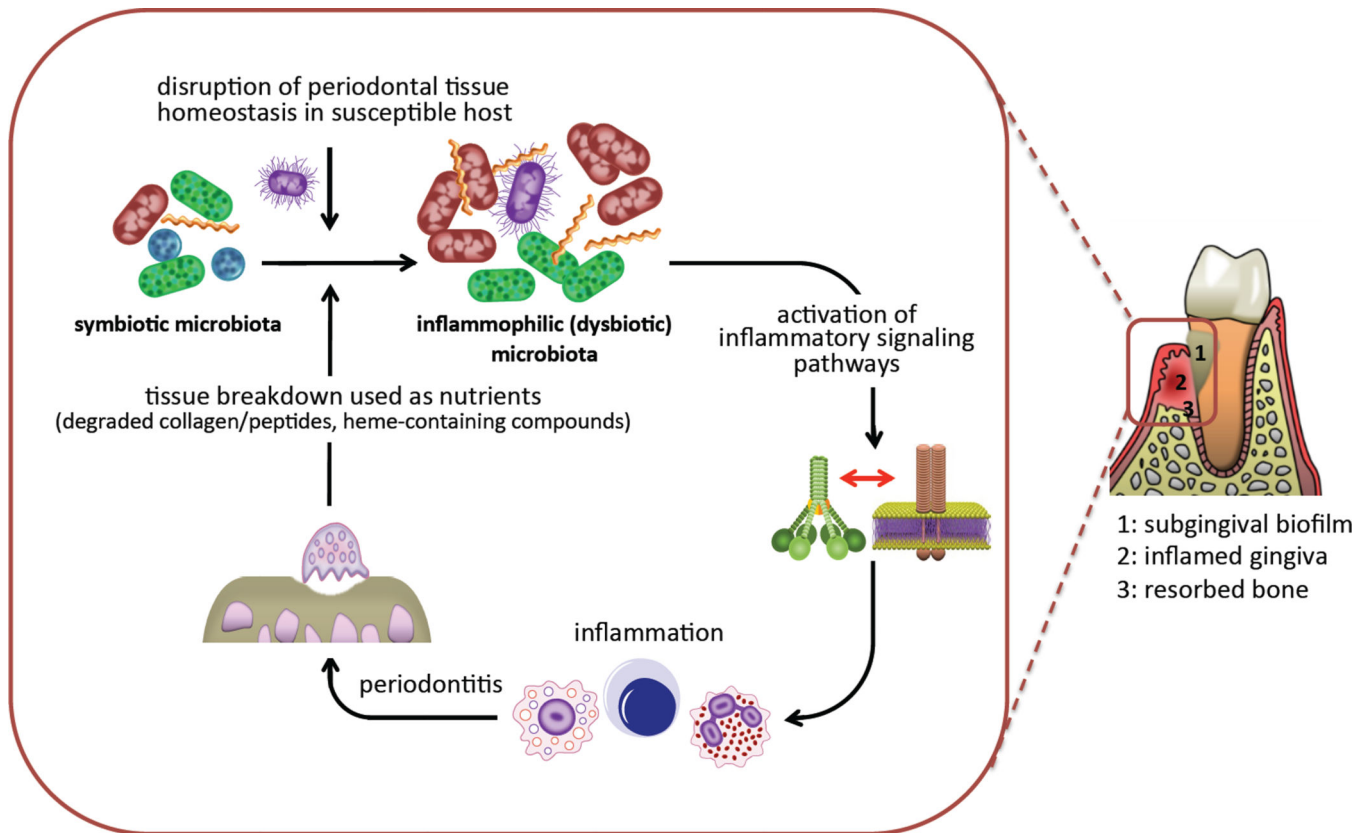 disruption of periodontal tissue
homeostasis in susceptible host
symbiotic microbiota
inflammophilic (dysbiotic)
microbiota
activation of
inflammatory signaling
pathways
tissue breakdown used as nutrients
(degraded collagen/peptides, heme-containing compounds)
inflammation
periodontitis
1
2
3
1: subgingival biofilm
2: inflamed gingiva
3: resorbed bone